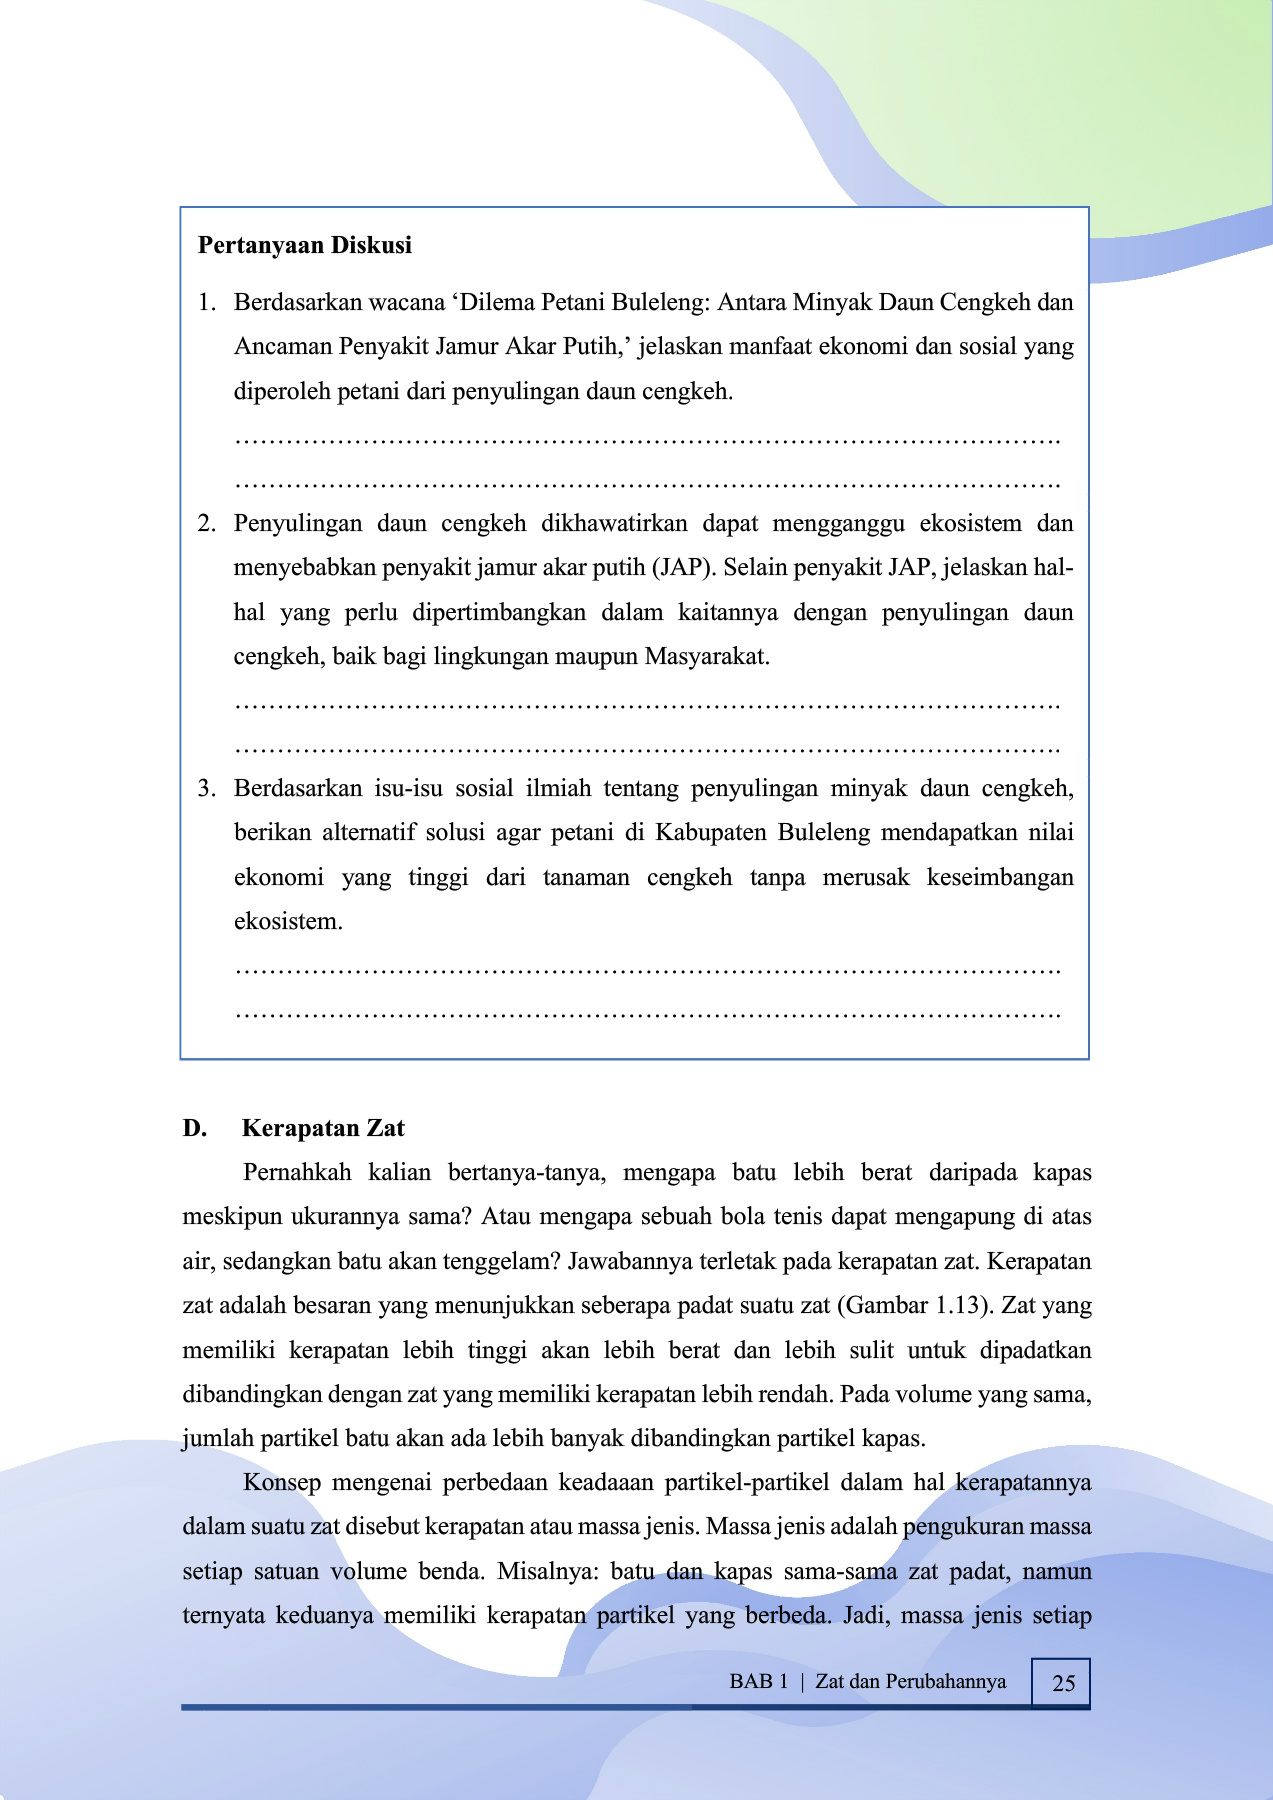 Pertanyaan Diskusi
1. Berdasarkan wacana ‘Dilema Petani Buleleng: Antara Minyak Daun Cengkeh dan
Ancaman Penyakit Jamur Akar Putih,’ jelaskan manfaat ekonomi dan sosial yang
diperoleh petani dari penyulingan daun cengkeh.
…………………………………………………………………………………….
…………………………………………………………………………………….
2. Penyulingan daun cengkeh dikhawatirkan dapat mengganggu ekosistem dan
menyebabkan penyakit jamur akar putih (JAP). Selain penyakit JAP, jelaskan hal-
hal yang perlu dipertimbangkan dalam kaitannya dengan penyulingan daun
cengkeh, baik bagi lingkungan maupun Masyarakat.
…………………………………………………………………………………….
…………………………………………………………………………………….
3. Berdasarkan isu-isu sosial ilmiah tentang penyulingan minyak daun cengkeh,
berikan alternatif solusi agar petani di Kabupaten Buleleng mendapatkan nilai
ekonomi yang tinggi dari tanaman cengkeh tanpa merusak keseimbangan
ekosistem.
…………………………………………………………………………………….
…………………………………………………………………………………….
D. Kerapatan Zat
Pernahkah kalian bertanya-tanya, mengapa batu lebih berat daripada kapas
meskipun ukurannya sama? Atau mengapa sebuah bola tenis dapat mengapung di atas
air, sedangkan batu akan tenggelam? Jawabannya terletak pada kerapatan zat. Kerapatan
zat adalah besaran yang menunjukkan seberapa padat suatu zat (Gambar 1.13). Zat yang
memiliki kerapatan lebih tinggi akan lebih berat dan lebih sulit untuk dipadatkan
dibandingkan dengan zat yang memiliki kerapatan lebih rendah. Pada volume yang sama,
jumlah partikel batu akan ada lebih banyak dibandingkan partikel kapas.
Konsep mengenai perbedaan keadaaan partikel-partikel dalam hal kerapatannya
dalam suatu zat disebut kerapatan atau massa jenis. Massa jenis adalah pengukuran massa
setiap satuan volume benda. Misalnya: batu dan kapas sama-sama zat padat, namun
ternyata keduanya memiliki kerapatan partikel yang berbeda. Jadi, massa jenis setiap
BAB 1 | Zat dan Perubahannya 25